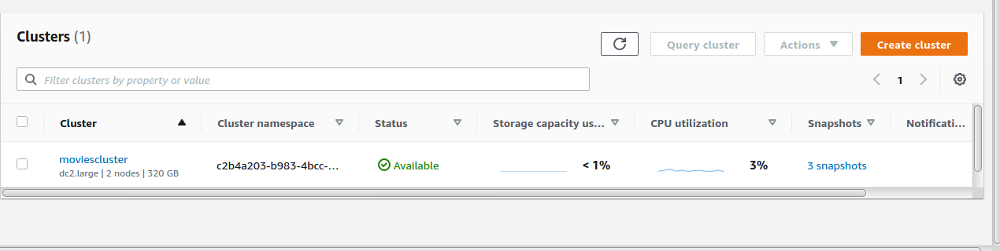 Clusters (1)
Query cluster
Actions
Create cluster
Filter clusters by property or value
1
Cluster
Cluster namespace
Status
Storage capacity us...
CPU utilization
Snapshots
Notificati...
moviescluster
dc2.large | 2 nodes | 320 GB
c2b4a203-b983-4bcc-...
Available
< 1%
3%
3 snapshots